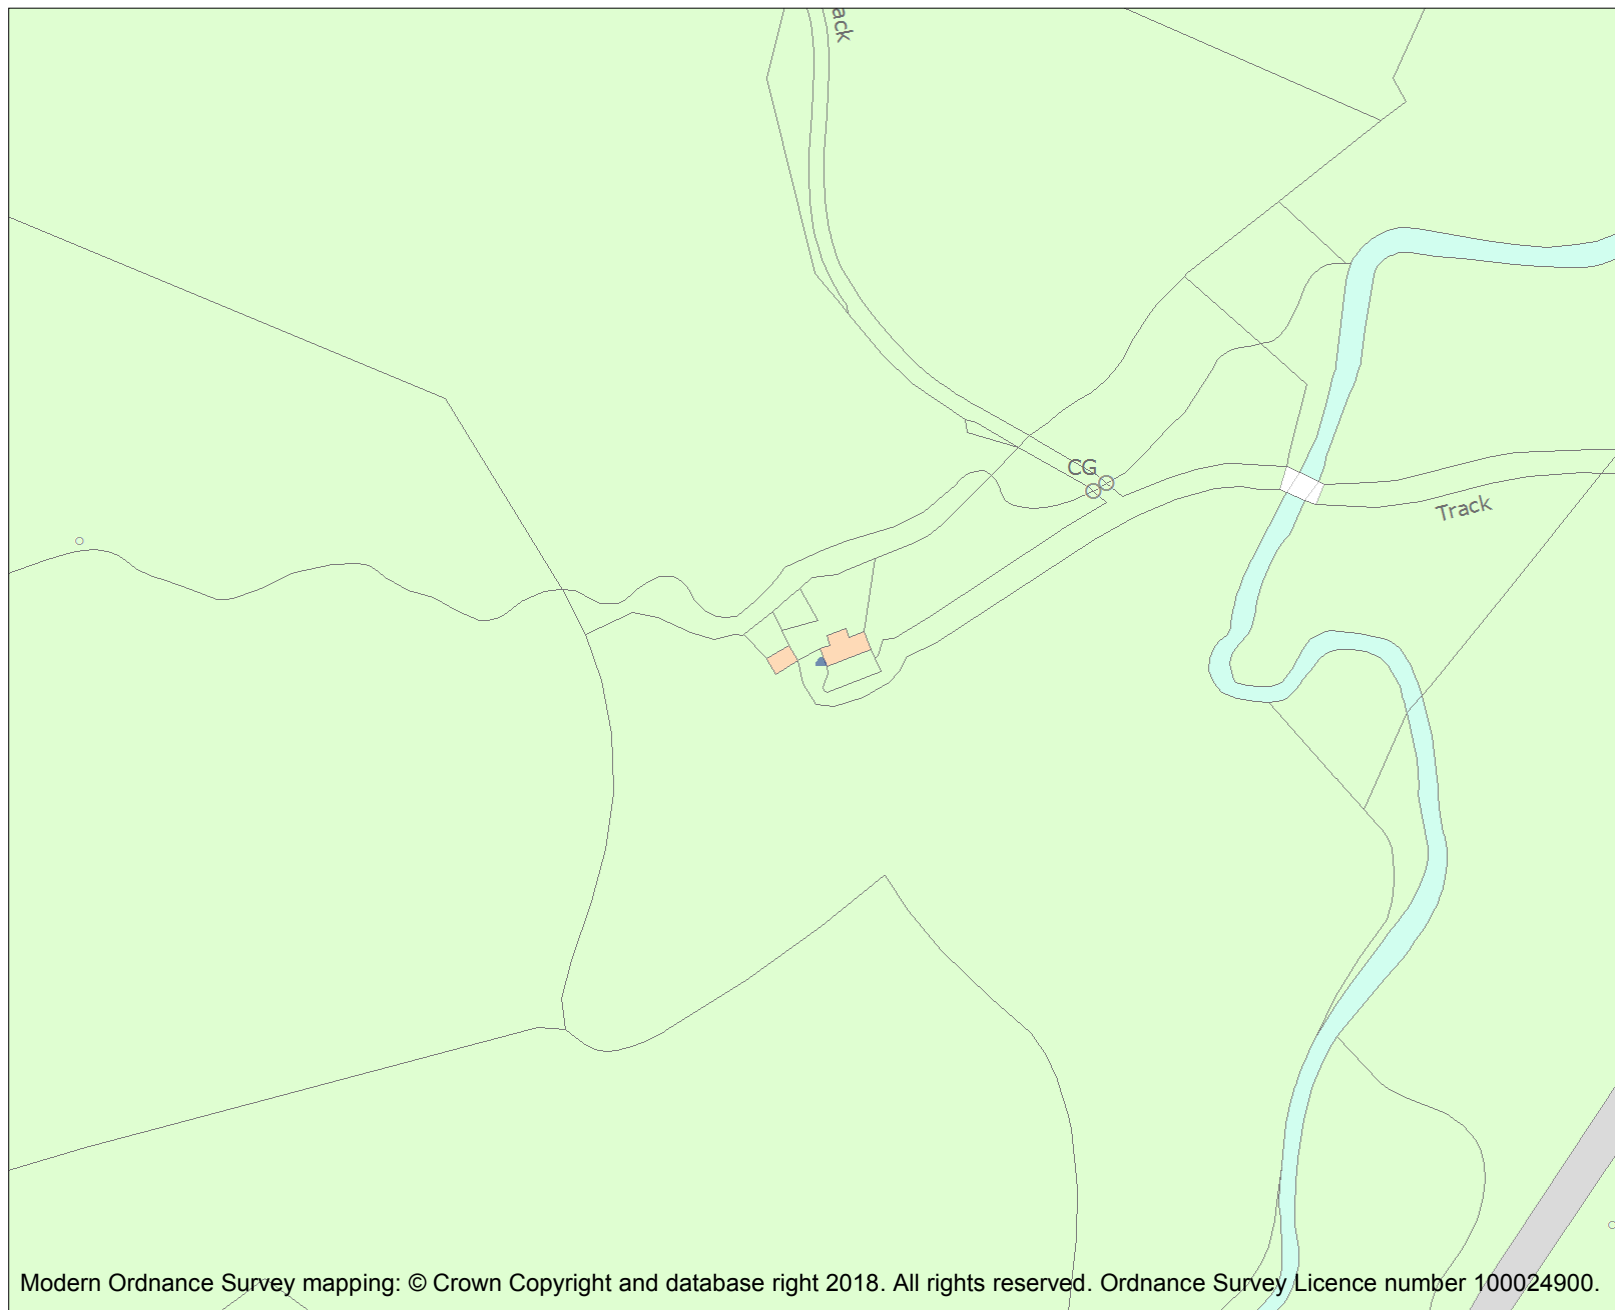 ack
CG
Track
Modern Ordnance Survey mapping: © Crown Copyright and database right 2018. All rights reserved. Ordnance Survey Licence number 100024900.